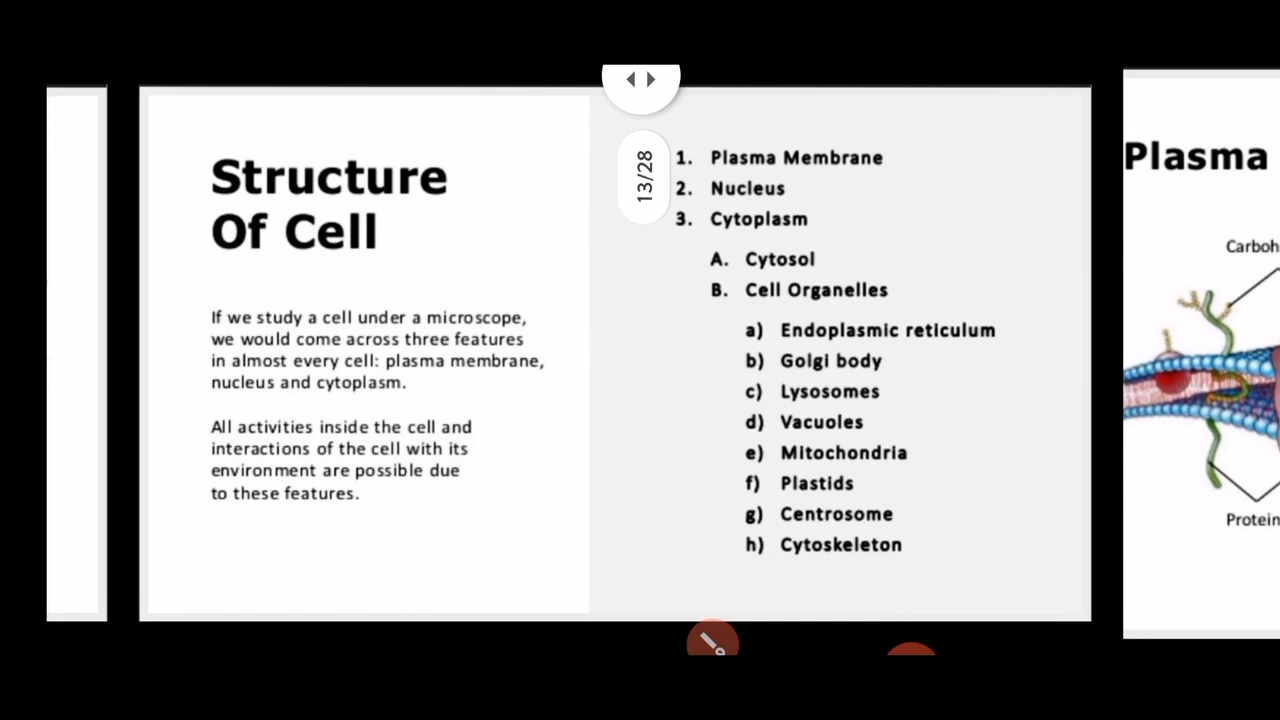 Structure
Of Cell
If we study a cell under a microscope,
we would come across three features
in almost every cell: plasma membrane,
nucleus and cytoplasm.
All activities inside the cell and
interactions of the cell with its
environment are possible due
to these features.
13/28
1. Plasma Membrane
2. Nucleus
3. Cytoplasm
A. Cytosol
B. Cell Organelles
a) Endoplasmic reticulum
b) Golgi body
c) Lysosomes
d) Vacuoles
e) Mitochondria
f) Plastids
g) Centrosome
h) Cytoskeleton
Plasma
Carboh
Protein